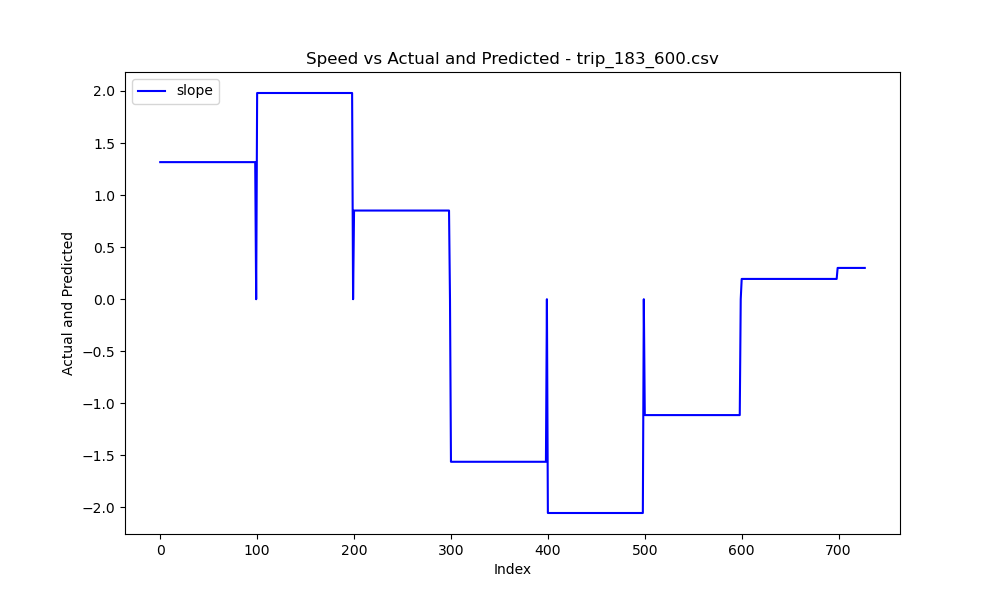 Speed vs Actual and Predicted - trip_183_600.csv
slope
2.0
1.5
1.0
0.5
0.0
−0.5
−1.0
−1.5
−2.0
Actual and Predicted
0 100 200 300 400 500 600 700
Index